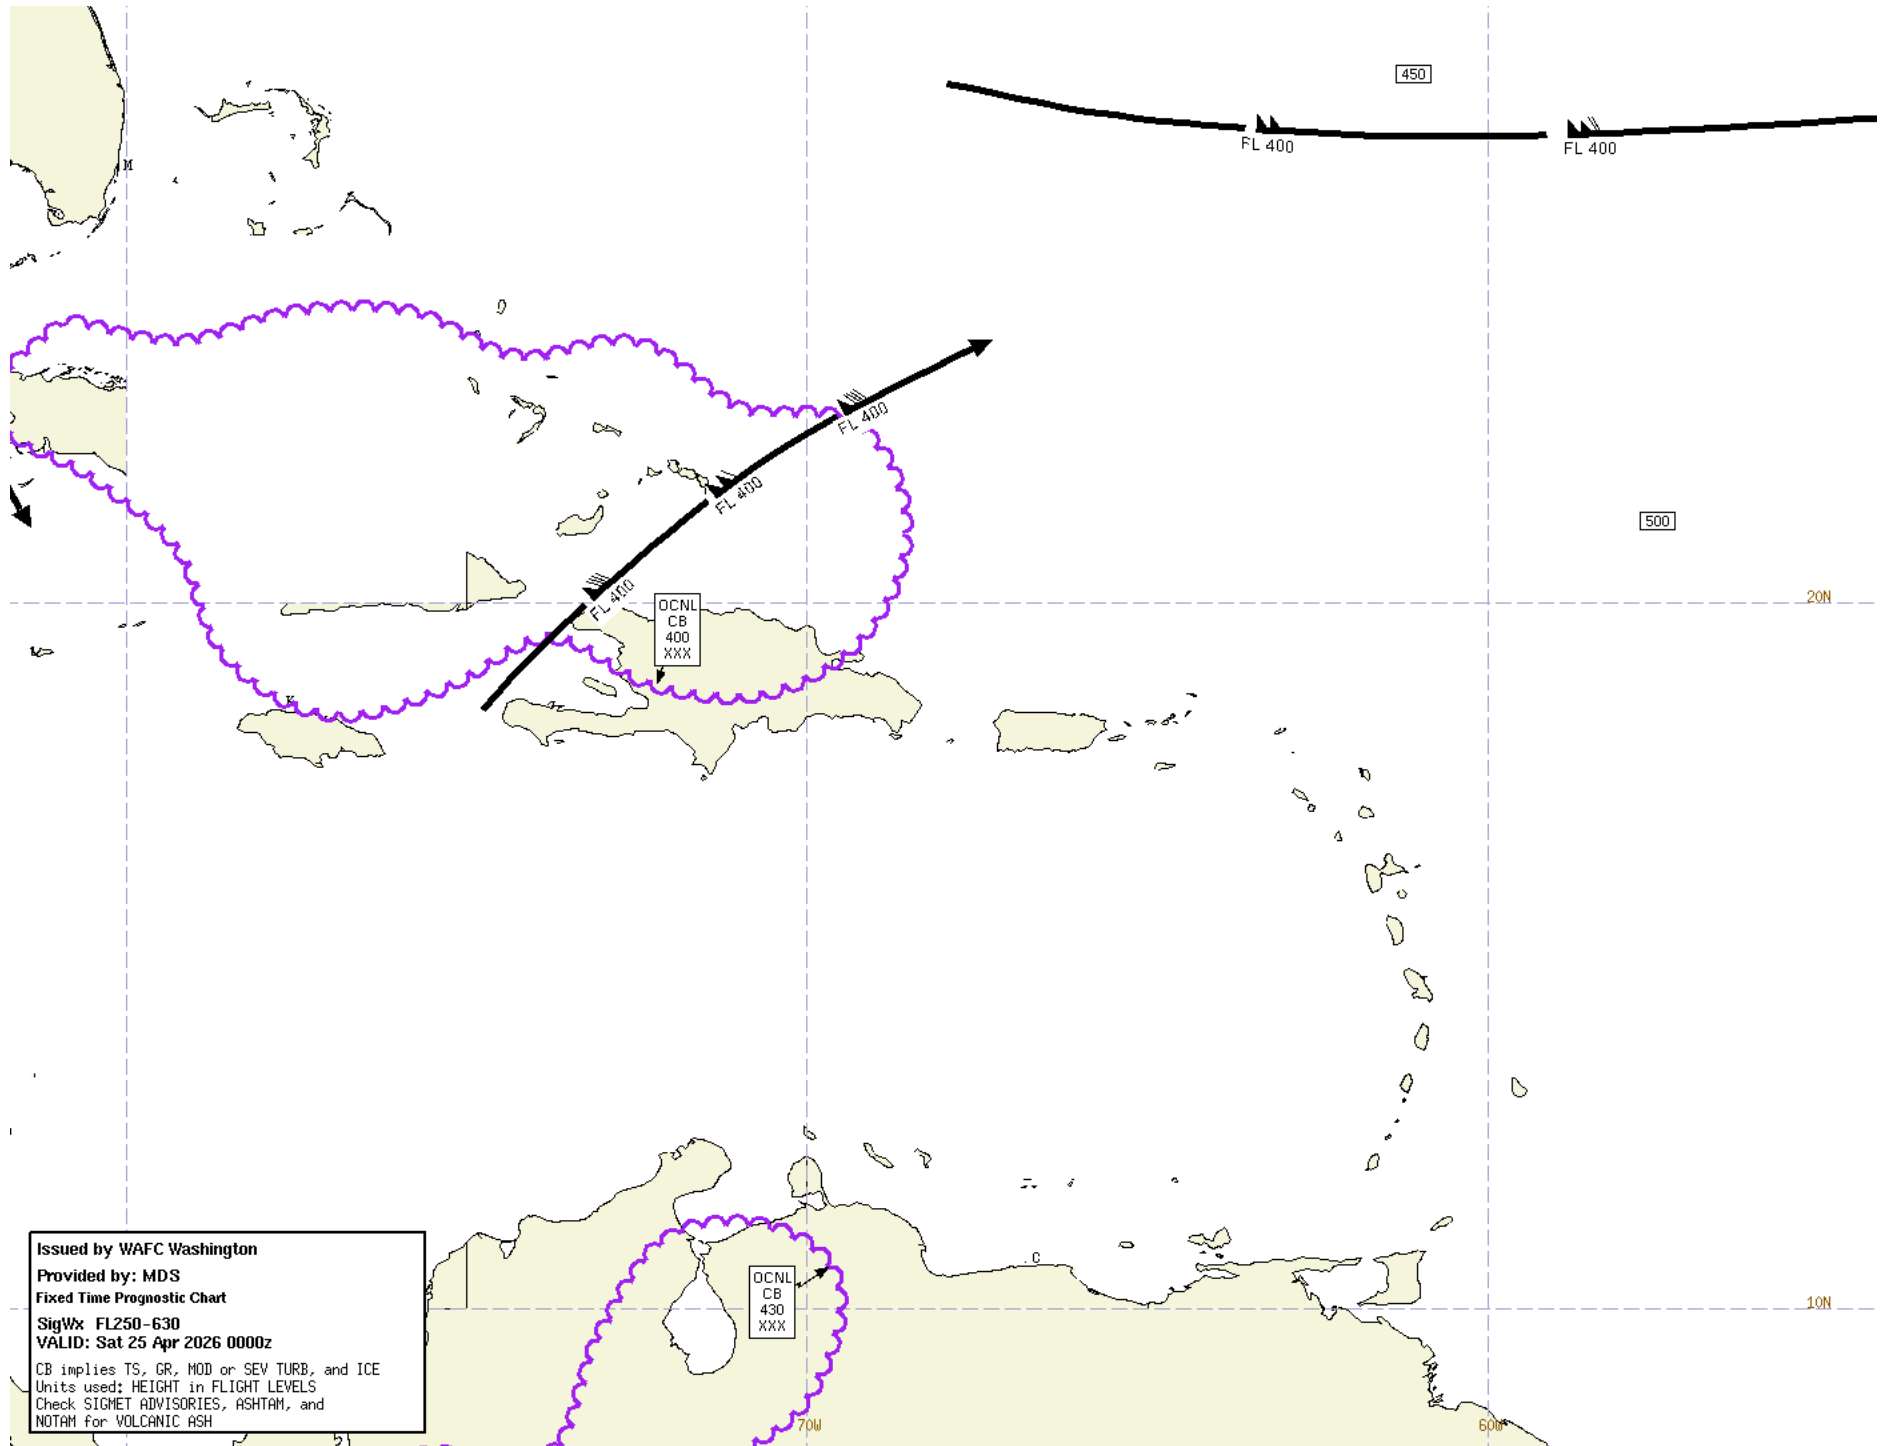 450
FL 400
FL 400
M
FL 400
FL 400
500
FL 400
OCNL
CB
400
XXX
20N
K
C
OCNL
CB
430
XXX
10N
Issued by WAFC Washington
Provided by: MDS
Fixed Time Prognostic Chart
SigWx FL250-630
VALID: Sat 25 Apr 2026 0000z
CB implies TS, GR, MOD or SEV TURB, and ICE
Units used: HEIGHT in FLIGHT LEVELS
Check SIGMET ADVISORIES, ASHTAM, and
NOTAM for VOLCANIC ASH
70W
60W